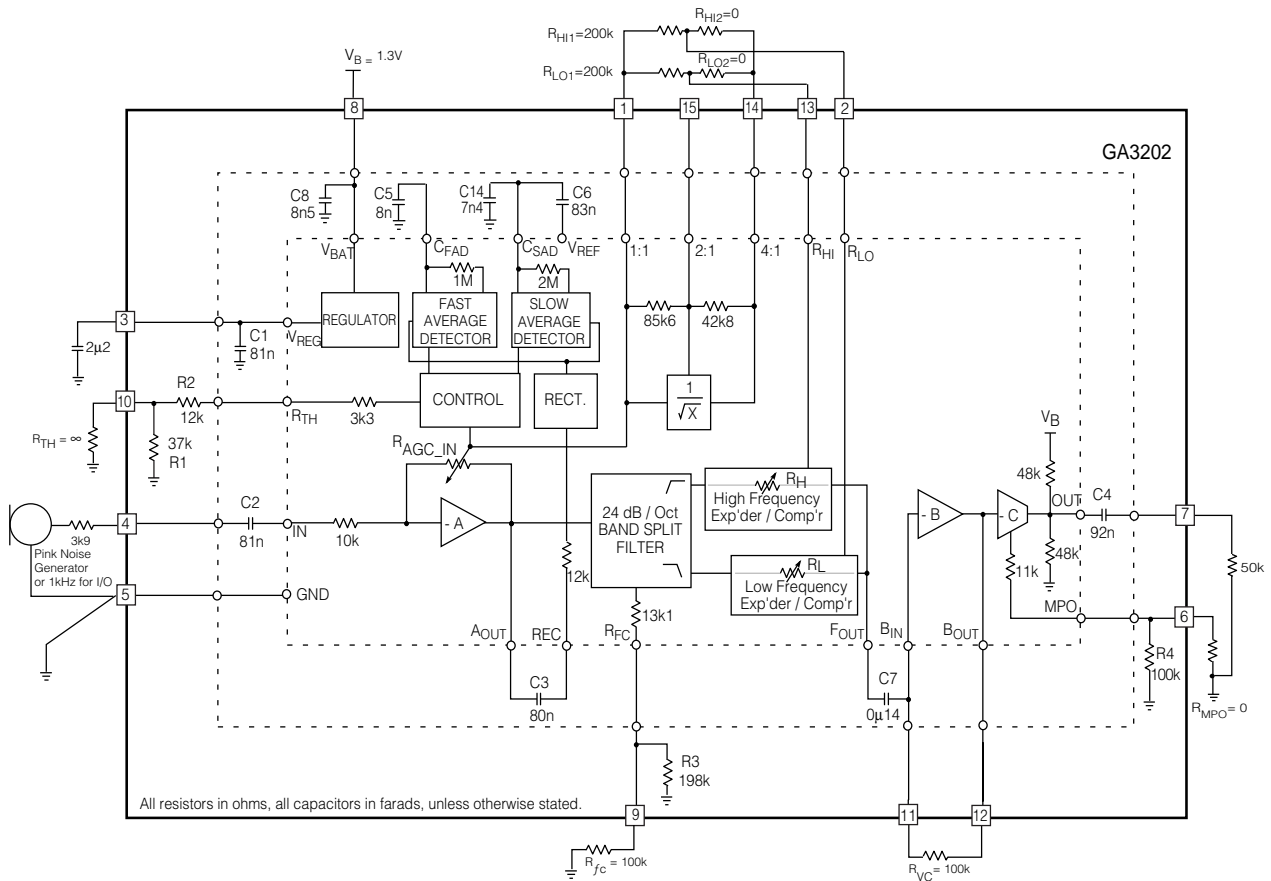 R_HI2=0
R_HI1=200k
R_LO2=0
R_LO1=200k
V_B = 1.3V
8
1
15
14
13
2
GA3202
C8
8n5
C5
8n
C14
7n4
C6
83n
V_BAT
C_FAD
C_SAD
V_REF
1:1
2:1
4:1
R_HI
R_LO
1M
2M
REGULATOR
FAST
AVERAGE
DETECTOR
SLOW
AVERAGE
DETECTOR
85k6
42k8
3
2µ2
C1
81n
V_REG
10
R2
12k
R_TH
3k3
CONTROL
RECT.
1
√X
R_TH = ∞
37k
R1
R_AGC_IN
V_B
48k
4
3k9
Pink Noise
Generator
or 1kHz for I/O
C2
81n
IN
10k
- A
24 dB / Oct
BAND SPLIT
FILTER
R_H
High Frequency
Exp'der / Comp'r
R_L
Low Frequency
Exp'der / Comp'r
- B
- C
OUT
C4
92n
7
50k
48k
11k
12k
13k1
5
GND
MPO
6
A_OUT
REC
R_FC
F_OUT
B_IN
B_OUT
R4
100k
R_MPO=0
C3
80n
C7
0µ14
R3
198k
All resistors in ohms, all capacitors in farads, unless otherwise stated.
9
11
12
R_fc = 100k
R_VC = 100k